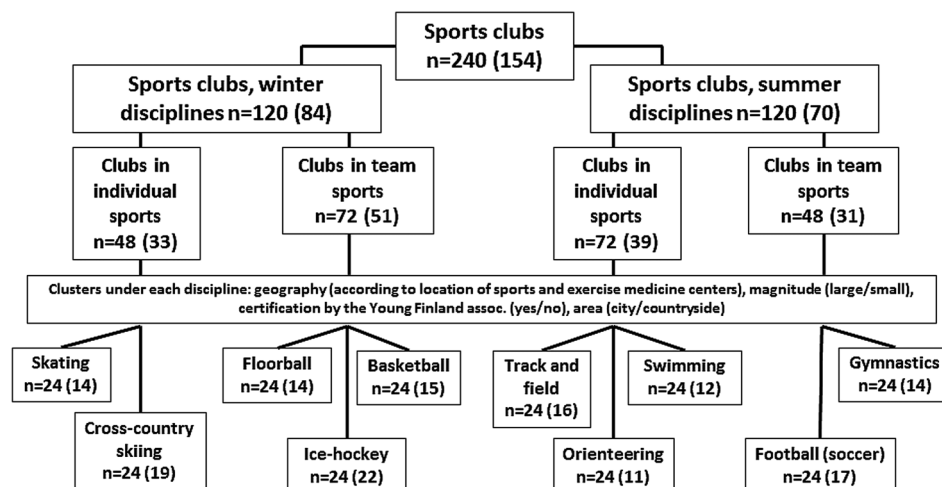 Sports clubs
n=240 (154)
Sports clubs, winter
disciplines n=120 (84)
Sports clubs, summer
disciplines n=120 (70)
Clubs in
individual
sports
n=48 (33)
Clubs in team
sports
n=72 (51)
Clubs in
individual
sports
n=72 (39)
Clubs in team
sports
n=48 (31)
Clusters under each discipline: geography (according to location of sports and exercise medicine centers), magnitude (large/small),
certification by the Young Finland assoc. (yes/no), area (city/countryside)
Skating
n=24 (14)
Cross-country
skiing
n=24 (19)
Floorball
n=24 (14)
Basketball
n=24 (15)
Ice-hockey
n=24 (22)
Track and
field
n=24 (16)
Swimming
n=24 (12)
Orienteering
n=24 (11)
Gymnastics
n=24 (14)
Football (soccer)
n=24 (17)